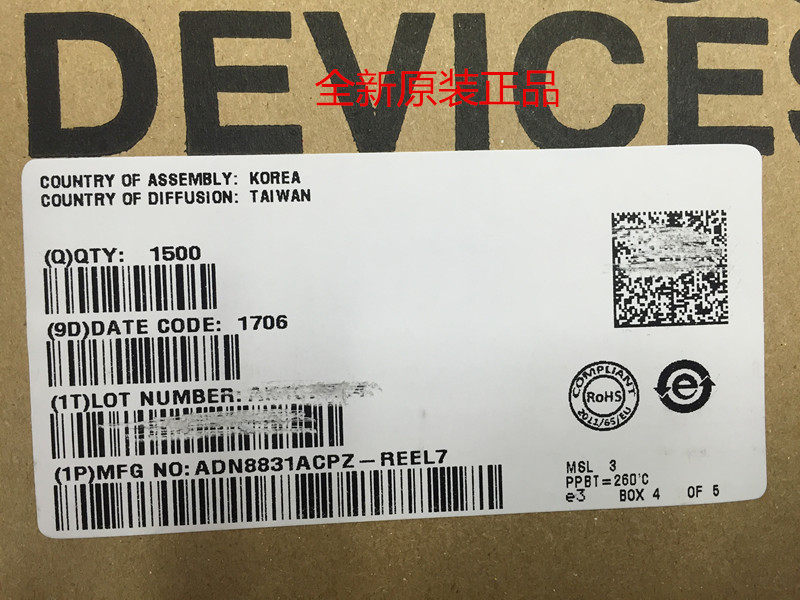 DEVICES
全新原装正品
COUNTRY OF ASSEMBLY: KOREA
COUNTRY OF DIFFUSION: TAIWAN
(Q)QTY: 1500
(9D)DATE CODE: 1706
(1T)LOT NUMBER:
(1P)MFG NO: ADN8831ACPZ-REEL7
COMPLIANT
RoHS
2011/65/EU
e
MSL 3
PPBT=260°C
e3 BOX 4 OF 5